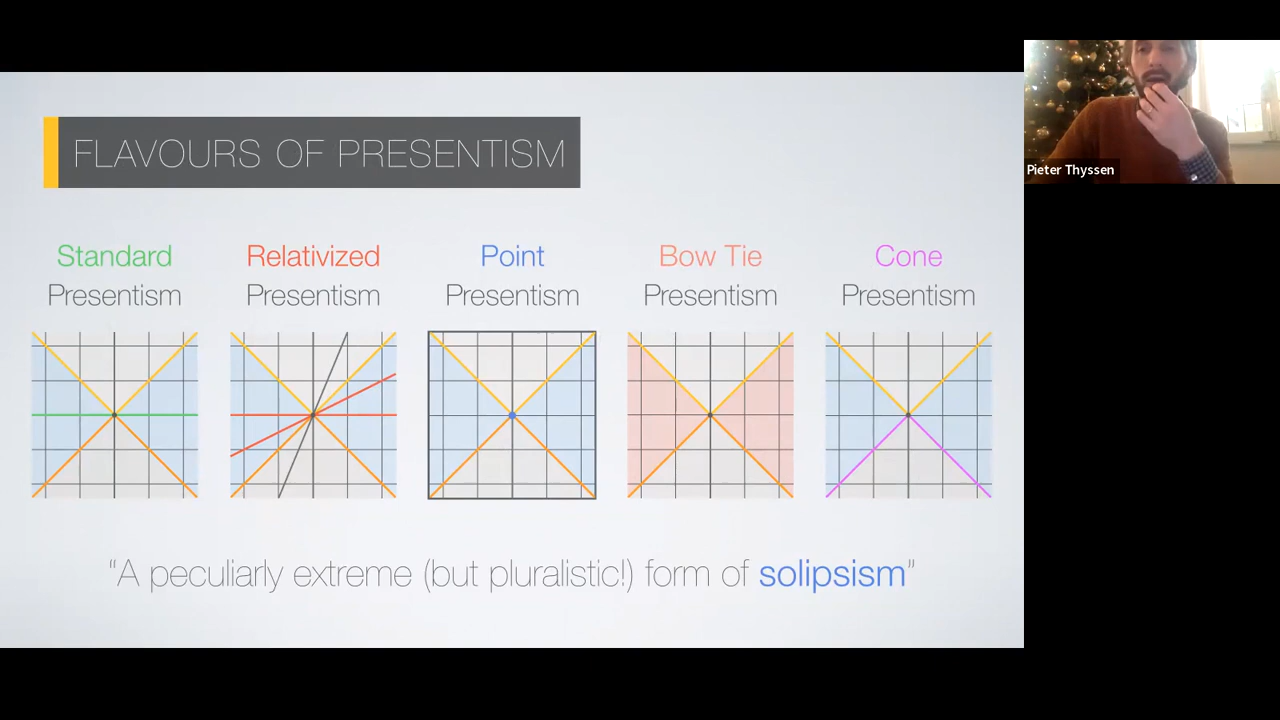 FLAVOURS OF PRESENTISM
Pieter Thyssen
Standard
Presentism
Relativized
Presentism
Point
Presentism
Bow Tie
Presentism
Cone
Presentism
“A peculiarly extreme (but pluralistic!) form of solipsism”